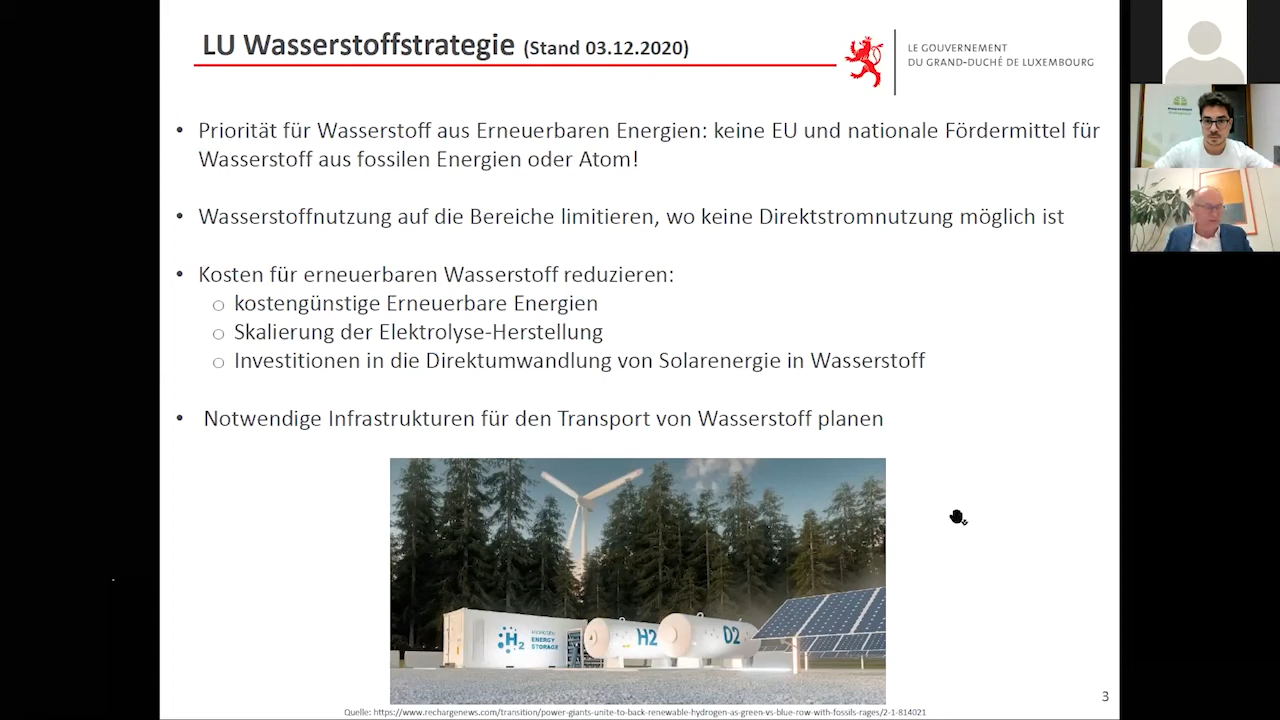 LU Wasserstoffstrategie (Stand 03.12.2020)
LE GOUVERNEMENT
DU GRAND-DUCHÉ DE LUXEMBOURG
• Priorität für Wasserstoff aus Erneuerbaren Energien: keine EU und nationale Fördermittel für
Wasserstoff aus fossilen Energien oder Atom!
• Wasserstoffnutzung auf die Bereiche limitieren, wo keine Direktstromnutzung möglich ist
• Kosten für erneuerbaren Wasserstoff reduzieren:
○ kostengünstige Erneuerbare Energien
○ Skalierung der Elektrolyse-Herstellung
○ Investitionen in die Direktumwandlung von Solarenergie in Wasserstoff
• Notwendige Infrastrukturen für den Transport von Wasserstoff planen
H2
HYDROGEN
ENERGY
STORAGE
H2
O2
3
Quelle: https://www.rechargenews.com/transition/power-giants-unite-to-back-renewable-hydrogen-as-green-vs-blue-row-with-fossils-rages/2-1-814021